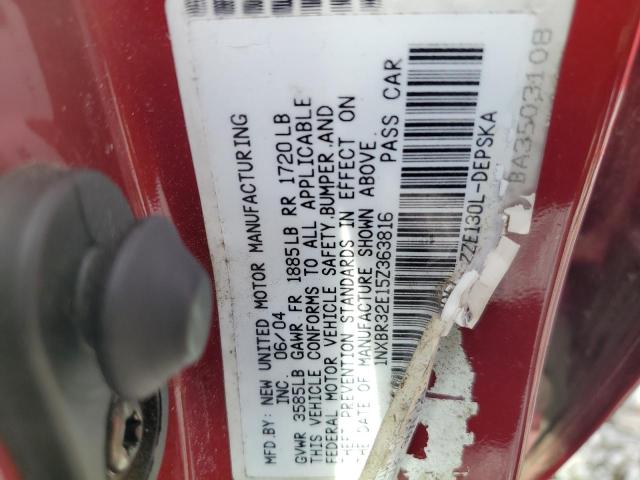 MFD.BY: NEW UNITED MOTOR MANUFACTURING
INC. 06/04
GVWR 3585LB GAWR FR 1885LB RR 1720LB
THIS VEHICLE CONFORMS TO ALL APPLICABLE
FEDERAL MOTOR VEHICLE SAFETY,BUMPER,AND
THEFT PREVENTION STANDARDS IN EFFECT ON
THE DATE OF MANUFACTURE SHOWN ABOVE.
1NXBR32E15Z363816 PASS CAR
ZZE130L-DEPSKA
BA3503108